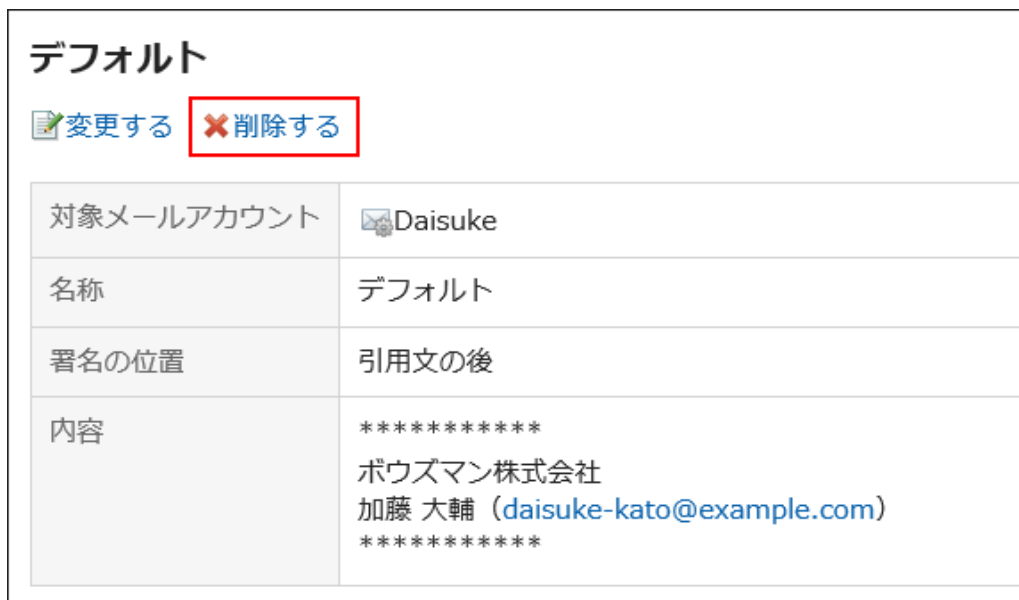 デフォルト
変更する 削除する
対象メールアカウント Daisuke
名称 デフォルト
署名の位置 引用文の後
内容 ***********
ボウズマン株式会社
加藤 大輔（daisuke-kato@example.com）
***********